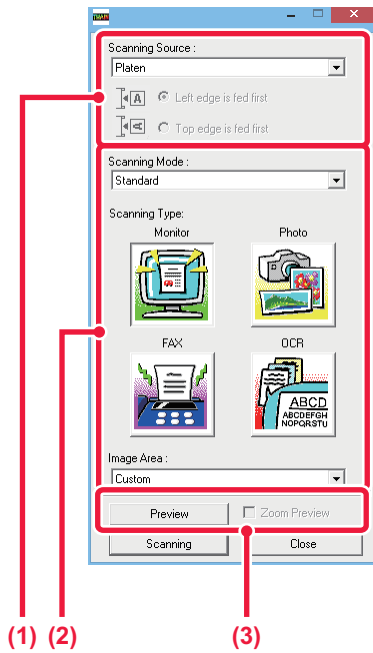 TWAIN
Scanning Source :
Platen
A Left edge is fed first
A Top edge is fed first
Scanning Mode :
Standard
Scanning Type:
Monitor Photo
FAX OCR
ABCD
ABCDEFGH
NOPQRSTU
Image Area :
Custom
Preview Zoom Preview
Scanning Close
(1) (2) (3)